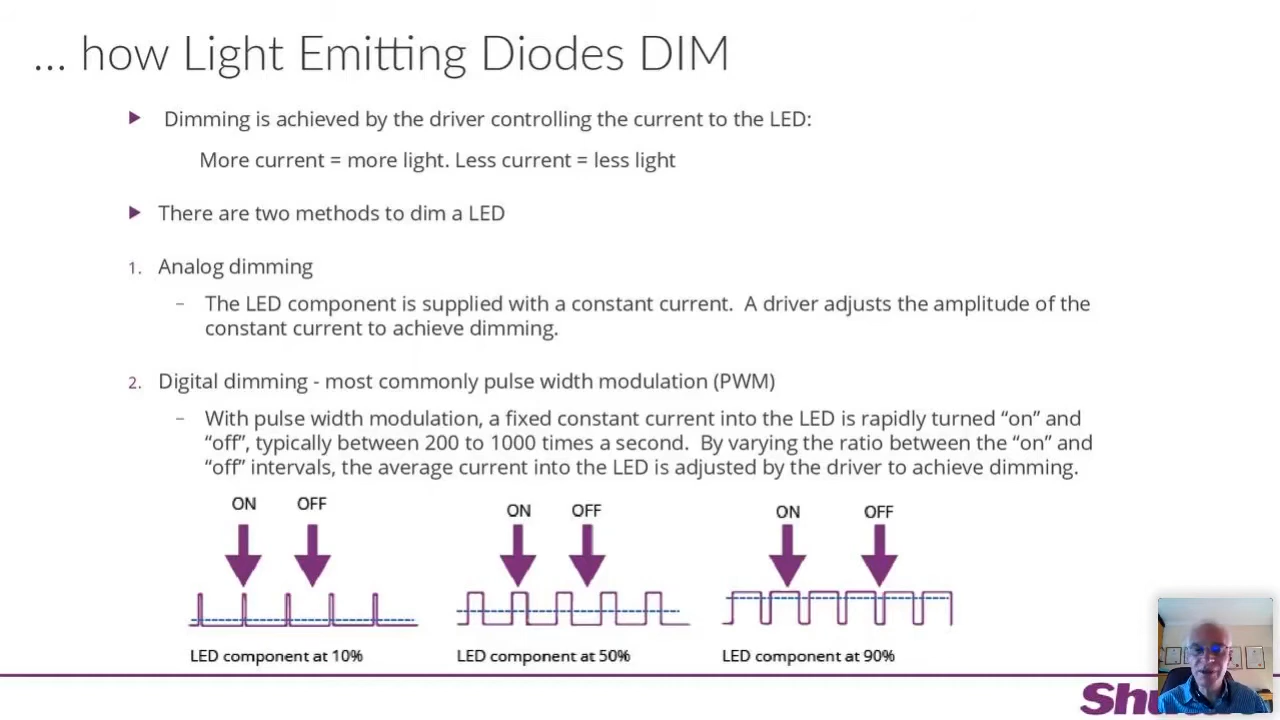 ... how Light Emitting Diodes DIM
Dimming is achieved by the driver controlling the current to the LED:
More current = more light. Less current = less light
There are two methods to dim a LED
1. Analog dimming
– The LED component is supplied with a constant current. A driver adjusts the amplitude of the
constant current to achieve dimming.
2. Digital dimming - most commonly pulse width modulation (PWM)
– With pulse width modulation, a fixed constant current into the LED is rapidly turned “on” and
“off”, typically between 200 to 1000 times a second. By varying the ratio between the “on” and
“off” intervals, the average current into the LED is adjusted by the driver to achieve dimming.
ON OFF
ON OFF
ON OFF
LED component at 10%
LED component at 50%
LED component at 90%